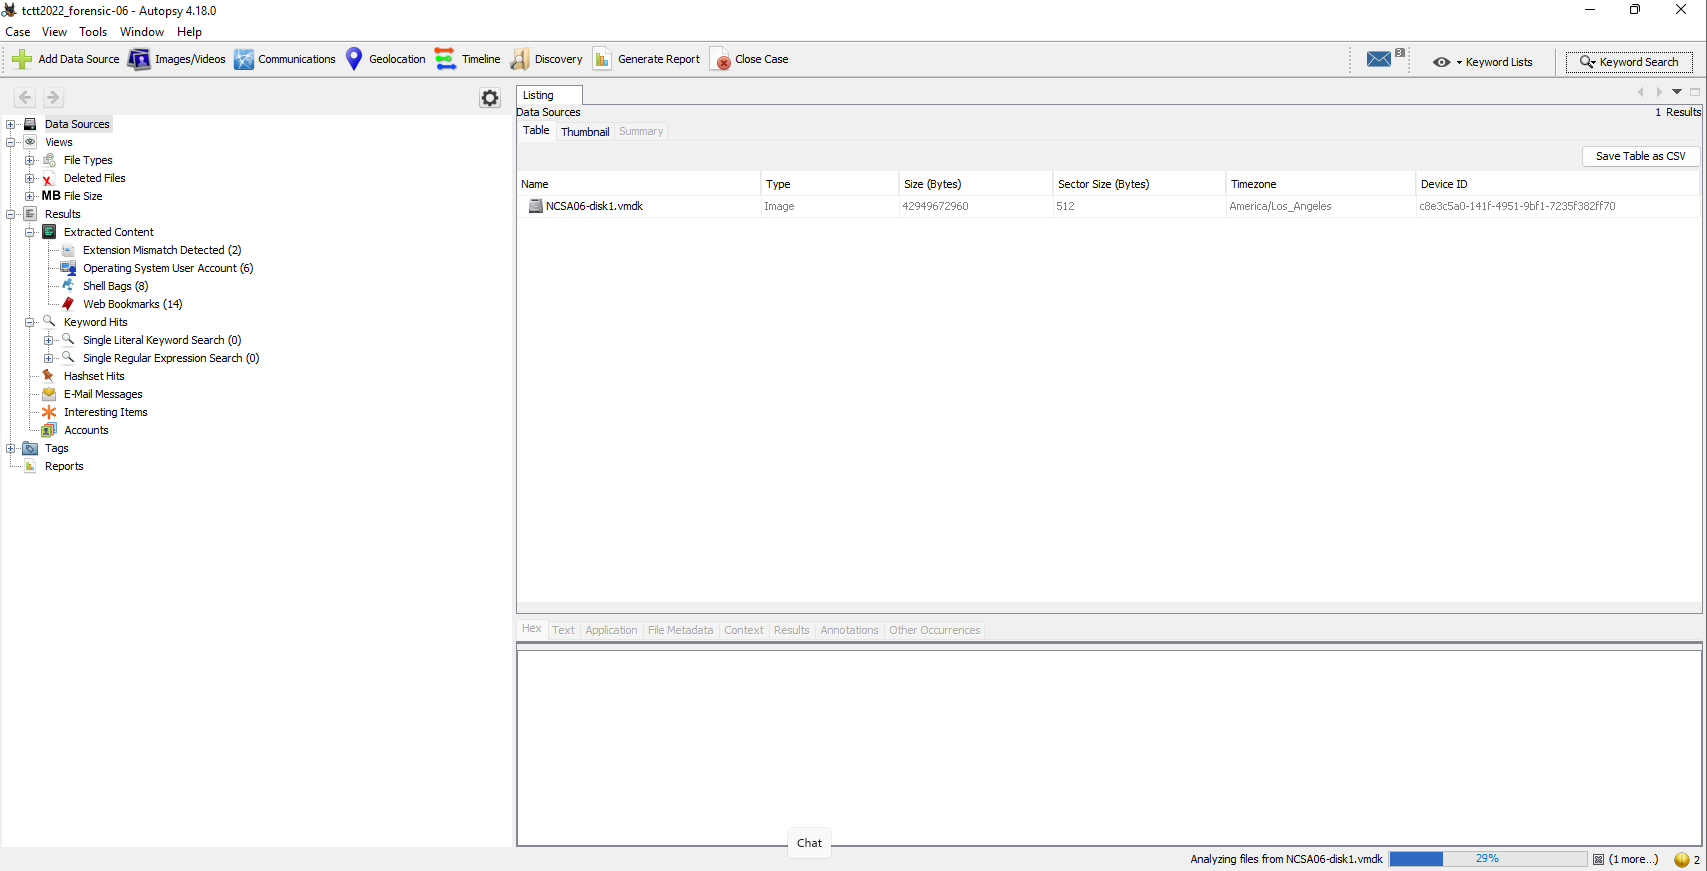 tctt2022_forensic-06 - Autopsy 4.18.0
Case View Tools Window Help
Add Data Source Images/Videos Communications Geolocation Timeline Discovery Generate Report Close Case 3 Keyword Lists Keyword Search
Data Sources
Views
File Types
Deleted Files
MB File Size
Results
Extracted Content
Extension Mismatch Detected (2)
Operating System User Account (6)
Shell Bags (8)
Web Bookmarks (14)
Keyword Hits
Single Literal Keyword Search (0)
Single Regular Expression Search (0)
Hashset Hits
E-Mail Messages
Interesting Items
Accounts
Tags
Reports
Listing
Data Sources 1 Results
Table Thumbnail Summary
Save Table as CSV
Name Type Size (Bytes) Sector Size (Bytes) Timezone Device ID
NCSA06-disk1.vmdk Image 42949672960 512 America/Los_Angeles c8e3c5a0-141f-4951-9bf1-7235f382ff70
Hex Text Application File Metadata Context Results Annotations Other Occurrences
Chat
Analyzing files from NCSA06-disk1.vmdk 29% (1 more...) 2